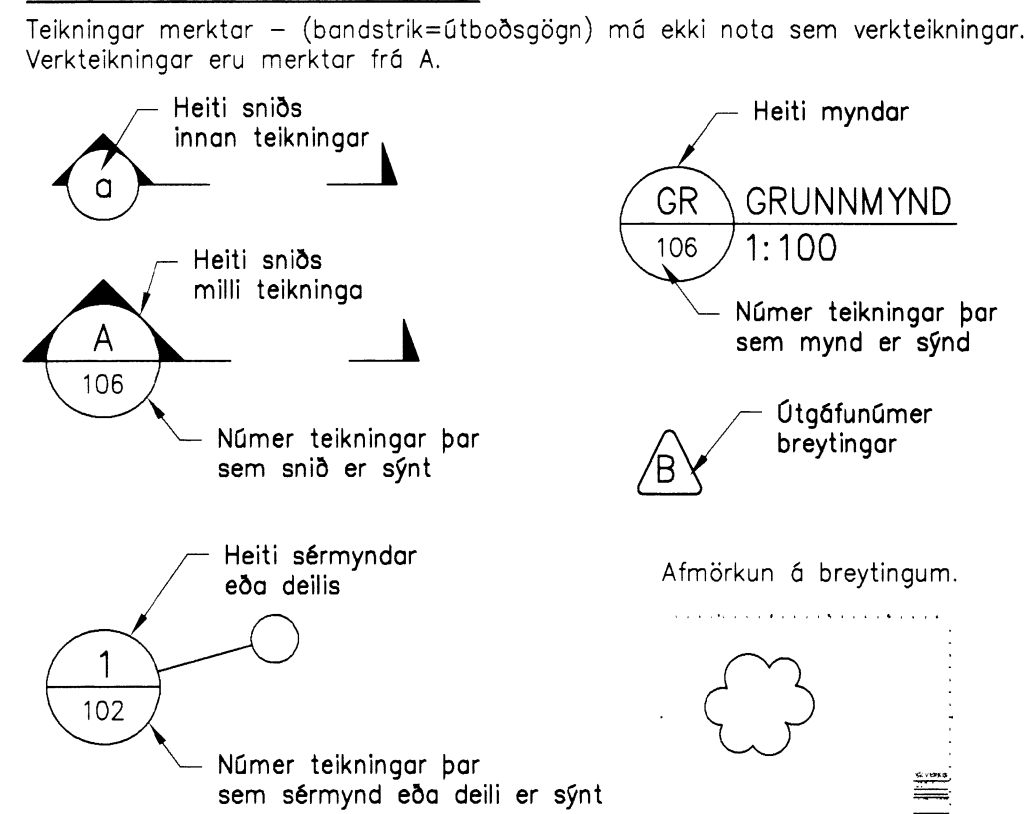 Teikningar merktar – (bandstrik=útboðsgögn) má ekki nota sem verkteikningar.
Verkteikningar eru merktar frá A.
Heiti sniðs
innan teikningar
a
Heiti sniðs
milli teikninga
A
106
Númer teikningar þar
sem snið er sýnt
Heiti sérmyndar
eða deilis
1
102
Númer teikningar þar
sem sérmynd eða deili er sýnt
Heiti myndar
GR GRUNNMYND
106 1:100
Númer teikningar þar
sem mynd er sýnd
Útgáfunúmer
breytingar
B
Afmörkun á breytingum.